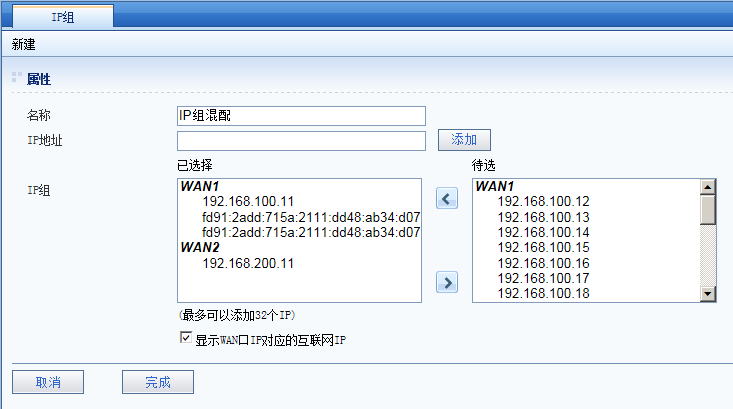 IP组
新建
属性
名称 IP组混配
IP地址 添加
已选择 待选
IP组
WAN1
192.168.100.11
fd91:2add:715a:2111:dd48:ab34:d07
fd91:2add:715a:2111:dd48:ab34:d07
WAN2
192.168.200.11
WAN1
192.168.100.12
192.168.100.13
192.168.100.14
192.168.100.15
192.168.100.16
192.168.100.17
192.168.100.18
(最多可以添加32个IP)
显示WAN口IP对应的互联网IP
取消 完成